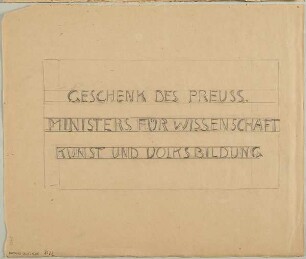 GESCHENK DES PREUSS.
MINISTERS FÜR WISSENSCHAFT
KUNST UND VOLKSBILDUNG